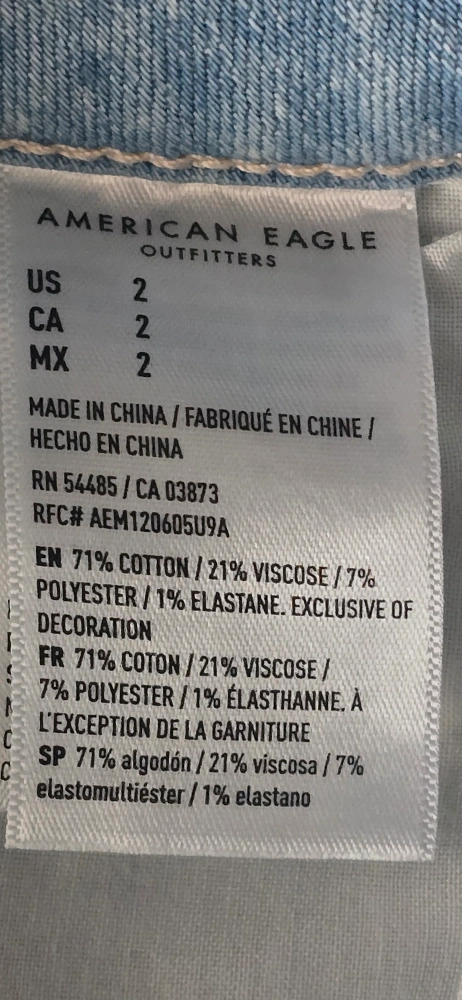 AMERICAN EAGLE
OUTFITTERS
US 2
CA 2
MX 2
MADE IN CHINA / FABRIQUÉ EN CHINE /
HECHO EN CHINA
RN 54485 / CA 03873
RFC# AEM120605U9A
EN 71% COTTON / 21% VISCOSE / 7%
POLYESTER / 1% ELASTANE. EXCLUSIVE OF
DECORATION
FR 71% COTON / 21% VISCOSE /
7% POLYESTER / 1% ÉLASTHANNE. À
L'EXCEPTION DE LA GARNITURE
SP 71% algodón / 21% viscosa / 7%
elastomultiéster / 1% elastano